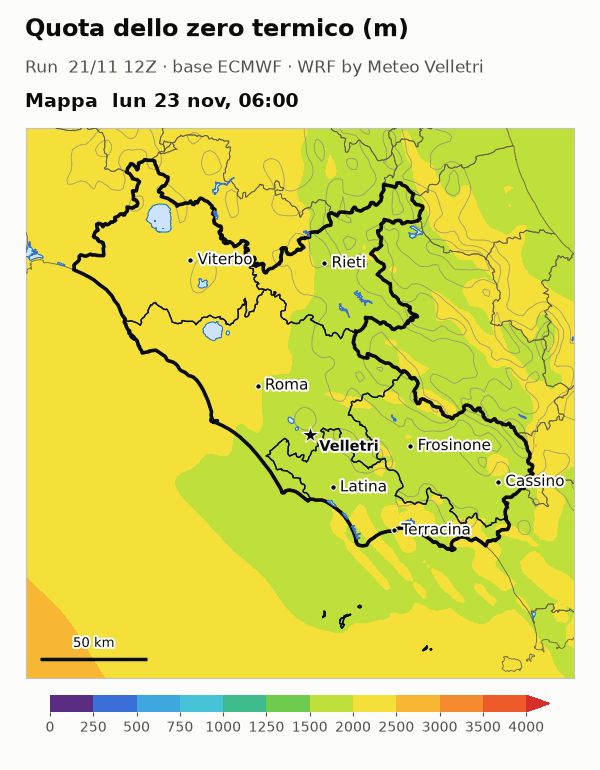 Quota dello zero termico (m)
Run 21/11 12Z · base ECMWF · WRF by Meteo Velletri
Mappa lun 23 nov, 06:00
Viterbo
Rieti
Roma
Velletri
Frosinone
Latina
Cassino
Terracina
50 km
0 250 500 750 1000 1250 1500 2000 2500 3000 3500 4000